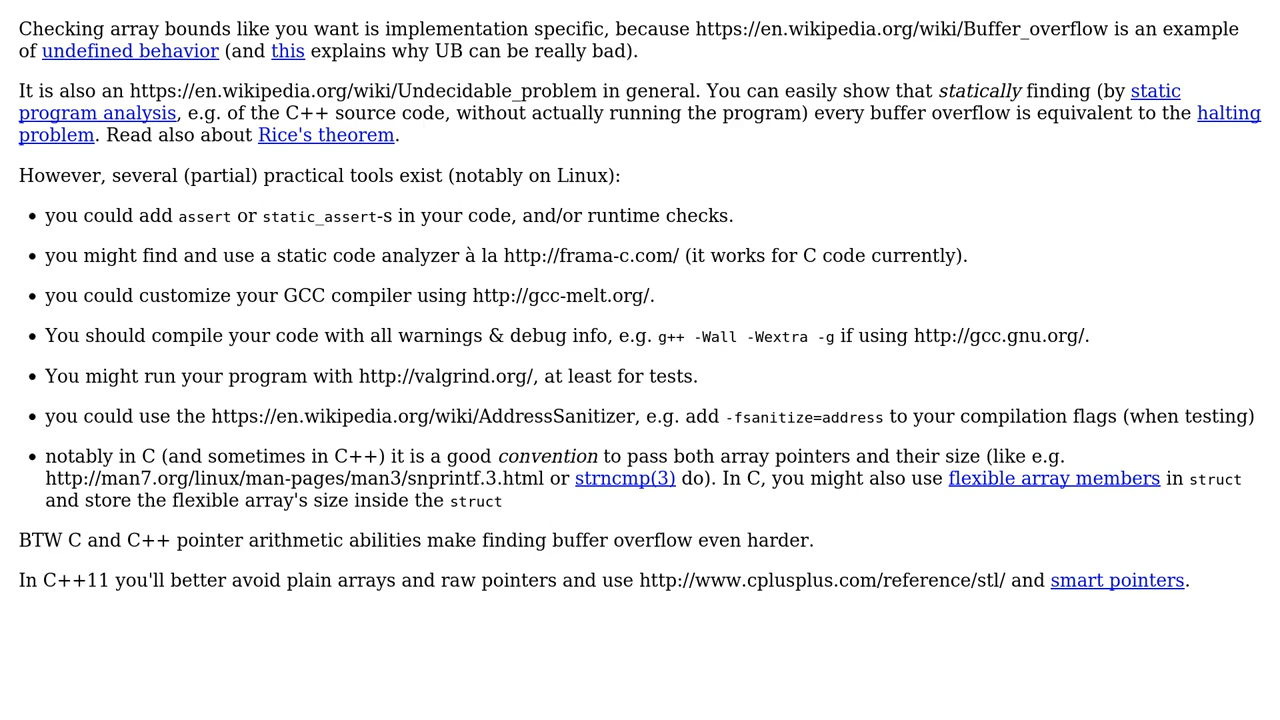 Checking array bounds like you want is implementation specific, because https://en.wikipedia.org/wiki/Buffer_overflow is an example
of undefined behavior (and this explains why UB can be really bad).
It is also an https://en.wikipedia.org/wiki/Undecidable_problem in general. You can easily show that statically finding (by static
program analysis, e.g. of the C++ source code, without actually running the program) every buffer overflow is equivalent to the halting
problem. Read also about Rice's theorem.
However, several (partial) practical tools exist (notably on Linux):
• you could add assert or static_assert-s in your code, and/or runtime checks.
• you might find and use a static code analyzer à la http://frama-c.com/ (it works for C code currently).
• you could customize your GCC compiler using http://gcc-melt.org/.
• You should compile your code with all warnings & debug info, e.g. g++ -Wall -Wextra -g if using http://gcc.gnu.org/.
• You might run your program with http://valgrind.org/, at least for tests.
• you could use the https://en.wikipedia.org/wiki/AddressSanitizer, e.g. add -fsanitize=address to your compilation flags (when testing)
• notably in C (and sometimes in C++) it is a good convention to pass both array pointers and their size (like e.g.
http://man7.org/linux/man-pages/man3/snprintf.3.html or strncmp(3) do). In C, you might also use flexible array members in struct
and store the flexible array's size inside the struct
BTW C and C++ pointer arithmetic abilities make finding buffer overflow even harder.
In C++11 you'll better avoid plain arrays and raw pointers and use http://www.cplusplus.com/reference/stl/ and smart pointers.